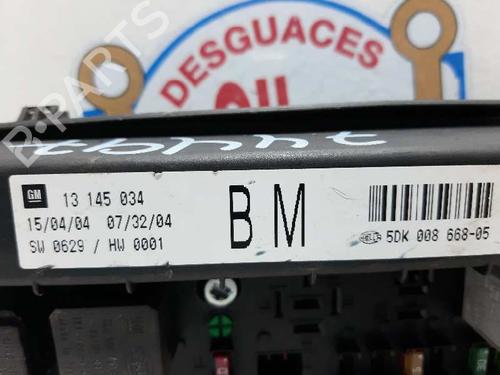 DESGUACES
B-PARTS
GM 13 145 034
15/04/04 07/32/04
SW 0629 / HW 0001
BM
HELLA 5DK 008 668-05